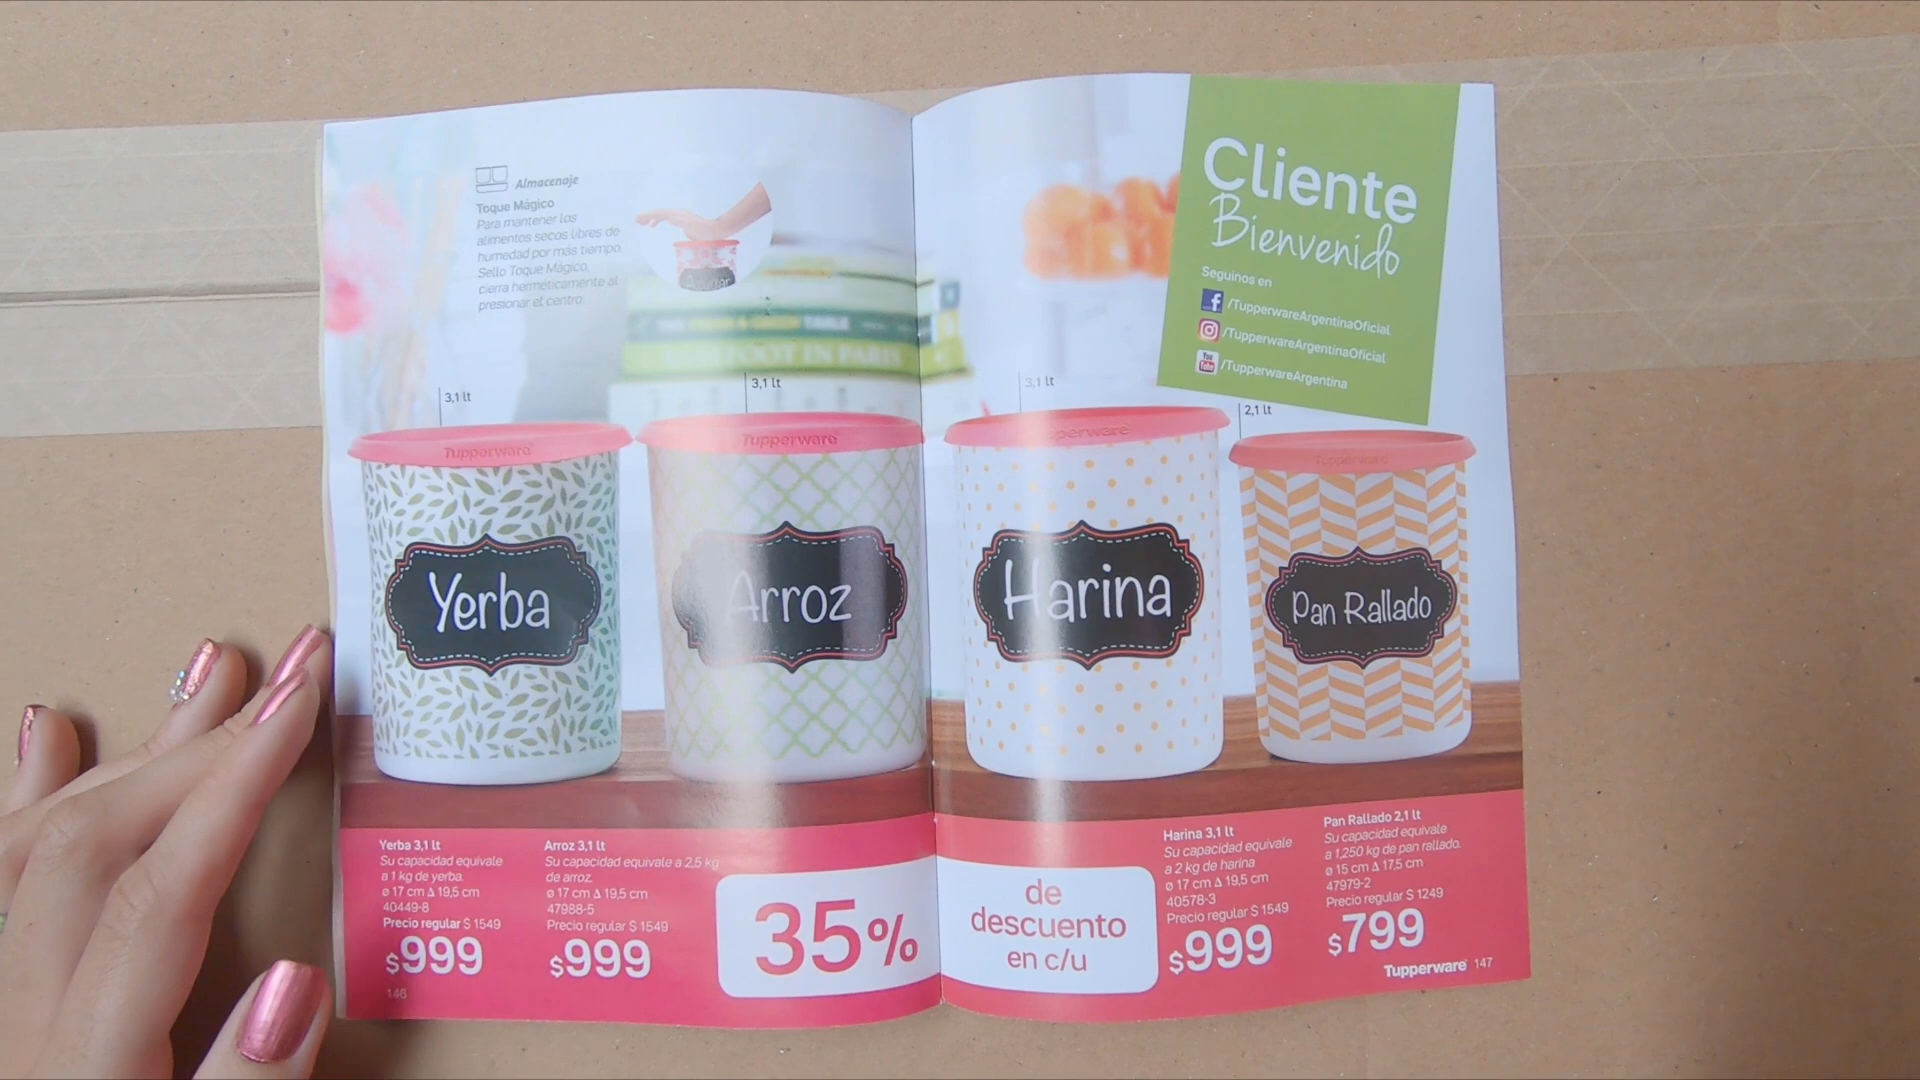 Almacenaje
Toque Mágico
Para mantener los
alimentos secos libres de
humedad por más tiempo.
Sello Toque Mágico,
cierra herméticamente al
presionar el centro.
Cliente
Bienvenido
Seguinos en
/TupperwareArgentinaOficial
/TupperwareArgentinaOficial
You Tube /TupperwareArgentina
3,1 lt
3,1 lt
3,1 lt
2,1 lt
Tupperware
Tupperware
Tupperware
Yerba
Arroz
Harina
Pan Rallado
Yerba 3,1 lt
Su capacidad equivale
a 1 kg de yerba.
ø 17 cm Δ 19,5 cm
40449-8
Precio regular $ 1549
$999
146
Arroz 3,1 lt
Su capacidad equivale a 2,5 kg
de arroz.
ø 17 cm Δ 19,5 cm
47988-5
Precio regular $ 1549
$999
35%
de
descuento
en c/u
Harina 3,1 lt
Su capacidad equivale
a 2 kg de harina
ø 17 cm Δ 19,5 cm
40578-3
Precio regular $ 1549
$999
Pan Rallado 2,1 lt
Su capacidad equivale
a 1,250 kg de pan rallado.
ø 15 cm Δ 17,5 cm
47979-2
Precio regular $ 1249
$799
Tupperware 147